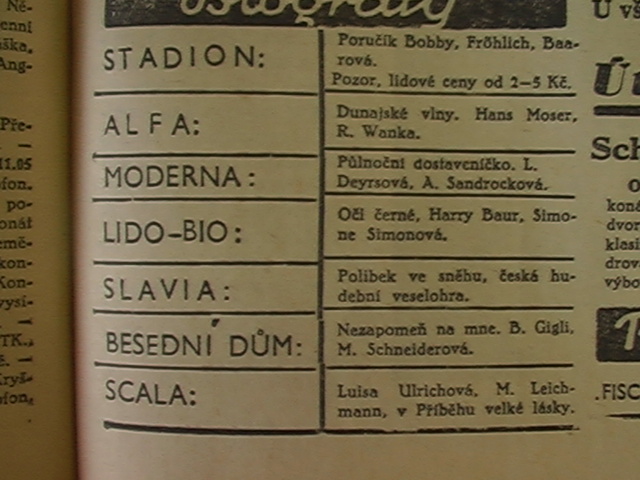 Biografy
STADION:
Poručík Bobby, Fröhlich, Baa-
rová.
Pozor, lidové ceny od 2—5 Kč.
ALFA:
Dunajské vlny. Hans Moser,
R. Wanka.
MODERNA:
Půlnoční dostaveníčko. L.
Deyrsová, A. Sandrocková.
LIDO-BIO:
Oči černé, Harry Baur, Simo-
ne Simonová.
SLAVIA:
Polibek ve sněhu, česká hu-
dební veselohra.
BESEDNÍ DŮM:
Nezapomeň na mne. B. Gigli,
M. Schneiderová.
SCALA:
Luisa Ulrichová, M. Leich-
mann, v Příběhu velké lásky.